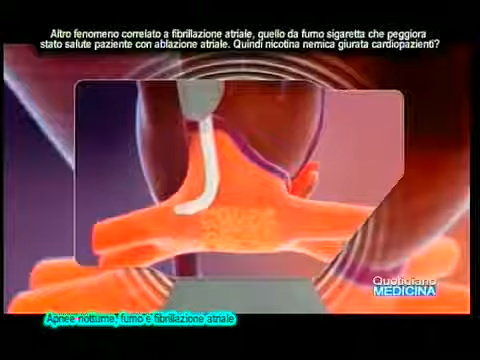 Altro fenomeno correlato a fibrillazione atriale, quello da fumo sigaretta che peggiora
stato salute paziente con ablazione atriale. Quindi nicotina nemica giurata cardiopazienti?
Quotidiano
MEDICINA
Apnee notturne, fumo e fibrillazione atriale